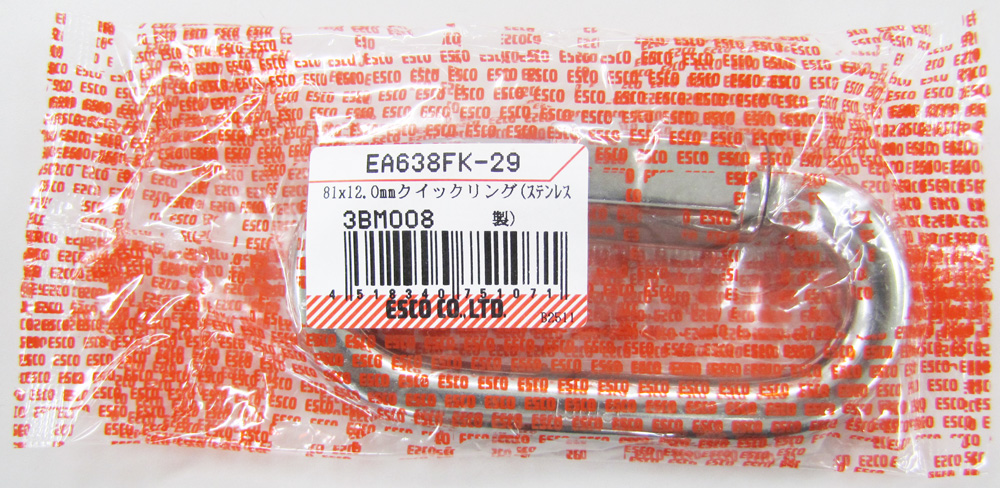 EA638FK-29
81x12.0mmクイックリング(ステンレス
3BM008 製)
4 518340 751071
ESCO CO.,LTD.
B2511